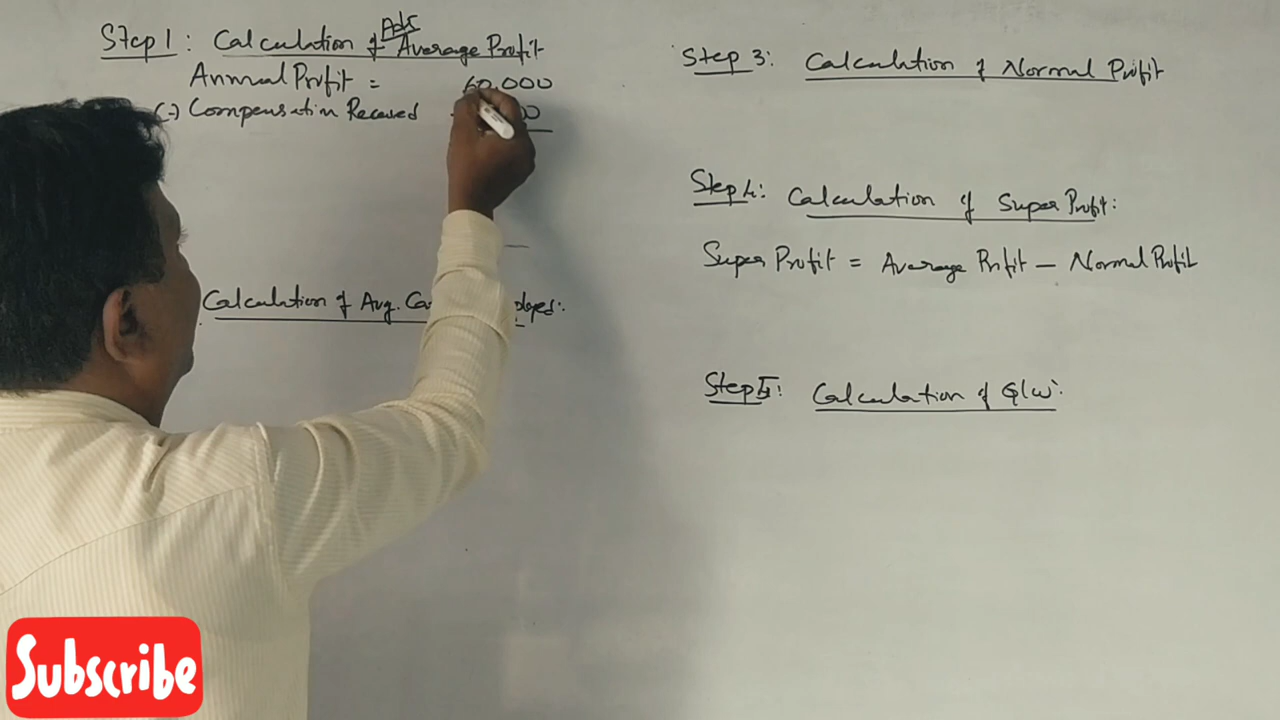 Step 1: Calculation of Adj Average Profit
Annual Profit = 60,000
(-) Compensation Received
Calculation of Avg.
Step 3: Calculation of Normal Profit
Step 4: Calculation of Super Profit:
Super Profit = Average Profit – Normal Profit
Step 5: Calculation of G/W:
Subscribe